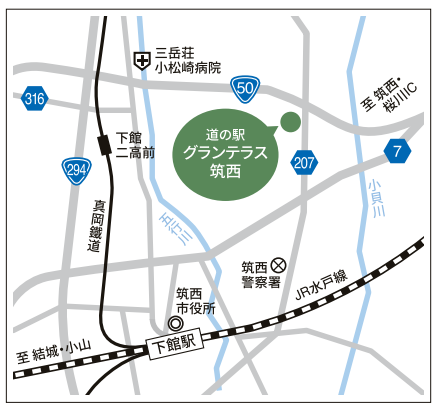 三岳荘
小松崎病院
50
至 筑西・
桜川IC
316
道の駅
グランテラス
筑西
下館
二高前
7
207
294
小貝川
真岡鐵道
五行川
筑西
警察署
JR水戸線
筑西
市役所
下館駅
至 結城・小山